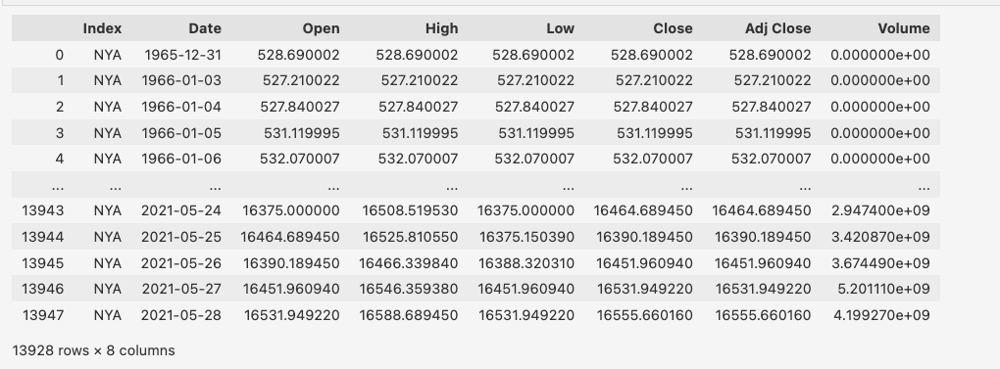 Index Date Open High Low Close Adj Close Volume
0 NYA 1965-12-31 528.690002 528.690002 528.690002 528.690002 528.690002 0.000000e+00
1 NYA 1966-01-03 527.210022 527.210022 527.210022 527.210022 527.210022 0.000000e+00
2 NYA 1966-01-04 527.840027 527.840027 527.840027 527.840027 527.840027 0.000000e+00
3 NYA 1966-01-05 531.119995 531.119995 531.119995 531.119995 531.119995 0.000000e+00
4 NYA 1966-01-06 532.070007 532.070007 532.070007 532.070007 532.070007 0.000000e+00
... ... ... ... ... ... ... ... ...
13943 NYA 2021-05-24 16375.000000 16508.519530 16375.000000 16464.689450 16464.689450 2.947400e+09
13944 NYA 2021-05-25 16464.689450 16525.810550 16375.150390 16390.189450 16390.189450 3.420870e+09
13945 NYA 2021-05-26 16390.189450 16466.339840 16388.320310 16451.960940 16451.960940 3.674490e+09
13946 NYA 2021-05-27 16451.960940 16546.359380 16451.960940 16531.949220 16531.949220 5.201110e+09
13947 NYA 2021-05-28 16531.949220 16588.689450 16531.949220 16555.660160 16555.660160 4.199270e+09
13928 rows × 8 columns